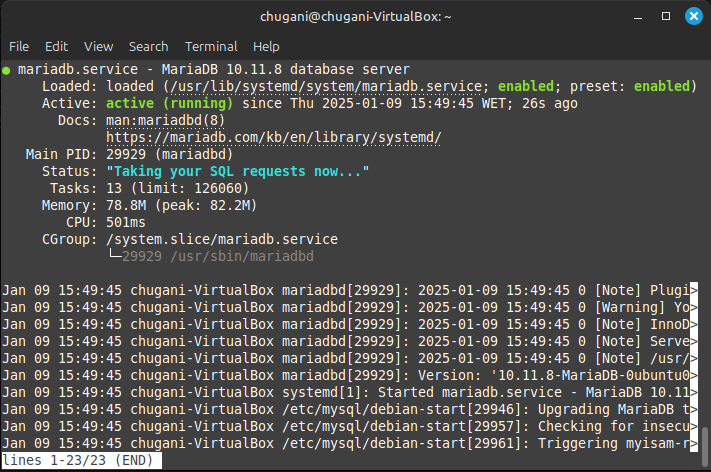 chugani@chugani-VirtualBox: ~
File Edit View Search Terminal Help
● mariadb.service - MariaDB 10.11.8 database server
Loaded: loaded (/usr/lib/systemd/system/mariadb.service; enabled; preset: enabled)
Active: active (running) since Thu 2025-01-09 15:49:45 WET; 26s ago
Docs: man:mariadbd(8)
https://mariadb.com/kb/en/library/systemd/
Main PID: 29929 (mariadbd)
Status: "Taking your SQL requests now..."
Tasks: 13 (limit: 126060)
Memory: 78.8M (peak: 82.2M)
CPU: 501ms
CGroup: /system.slice/mariadb.service
└─29929 /usr/sbin/mariadbd
Jan 09 15:49:45 chugani-VirtualBox mariadbd[29929]: 2025-01-09 15:49:45 0 [Note] Plugi>
Jan 09 15:49:45 chugani-VirtualBox mariadbd[29929]: 2025-01-09 15:49:45 0 [Warning] Yo>
Jan 09 15:49:45 chugani-VirtualBox mariadbd[29929]: 2025-01-09 15:49:45 0 [Note] InnoD>
Jan 09 15:49:45 chugani-VirtualBox mariadbd[29929]: 2025-01-09 15:49:45 0 [Note] Serve>
Jan 09 15:49:45 chugani-VirtualBox mariadbd[29929]: 2025-01-09 15:49:45 0 [Note] /usr/>
Jan 09 15:49:45 chugani-VirtualBox mariadbd[29929]: Version: '10.11.8-MariaDB-0ubuntu0>
Jan 09 15:49:45 chugani-VirtualBox systemd[1]: Started mariadb.service - MariaDB 10.11>
Jan 09 15:49:45 chugani-VirtualBox /etc/mysql/debian-start[29946]: Upgrading MariaDB t>
Jan 09 15:49:45 chugani-VirtualBox /etc/mysql/debian-start[29957]: Checking for insecu>
Jan 09 15:49:45 chugani-VirtualBox /etc/mysql/debian-start[29961]: Triggering myisam-r>
lines 1-23/23 (END)